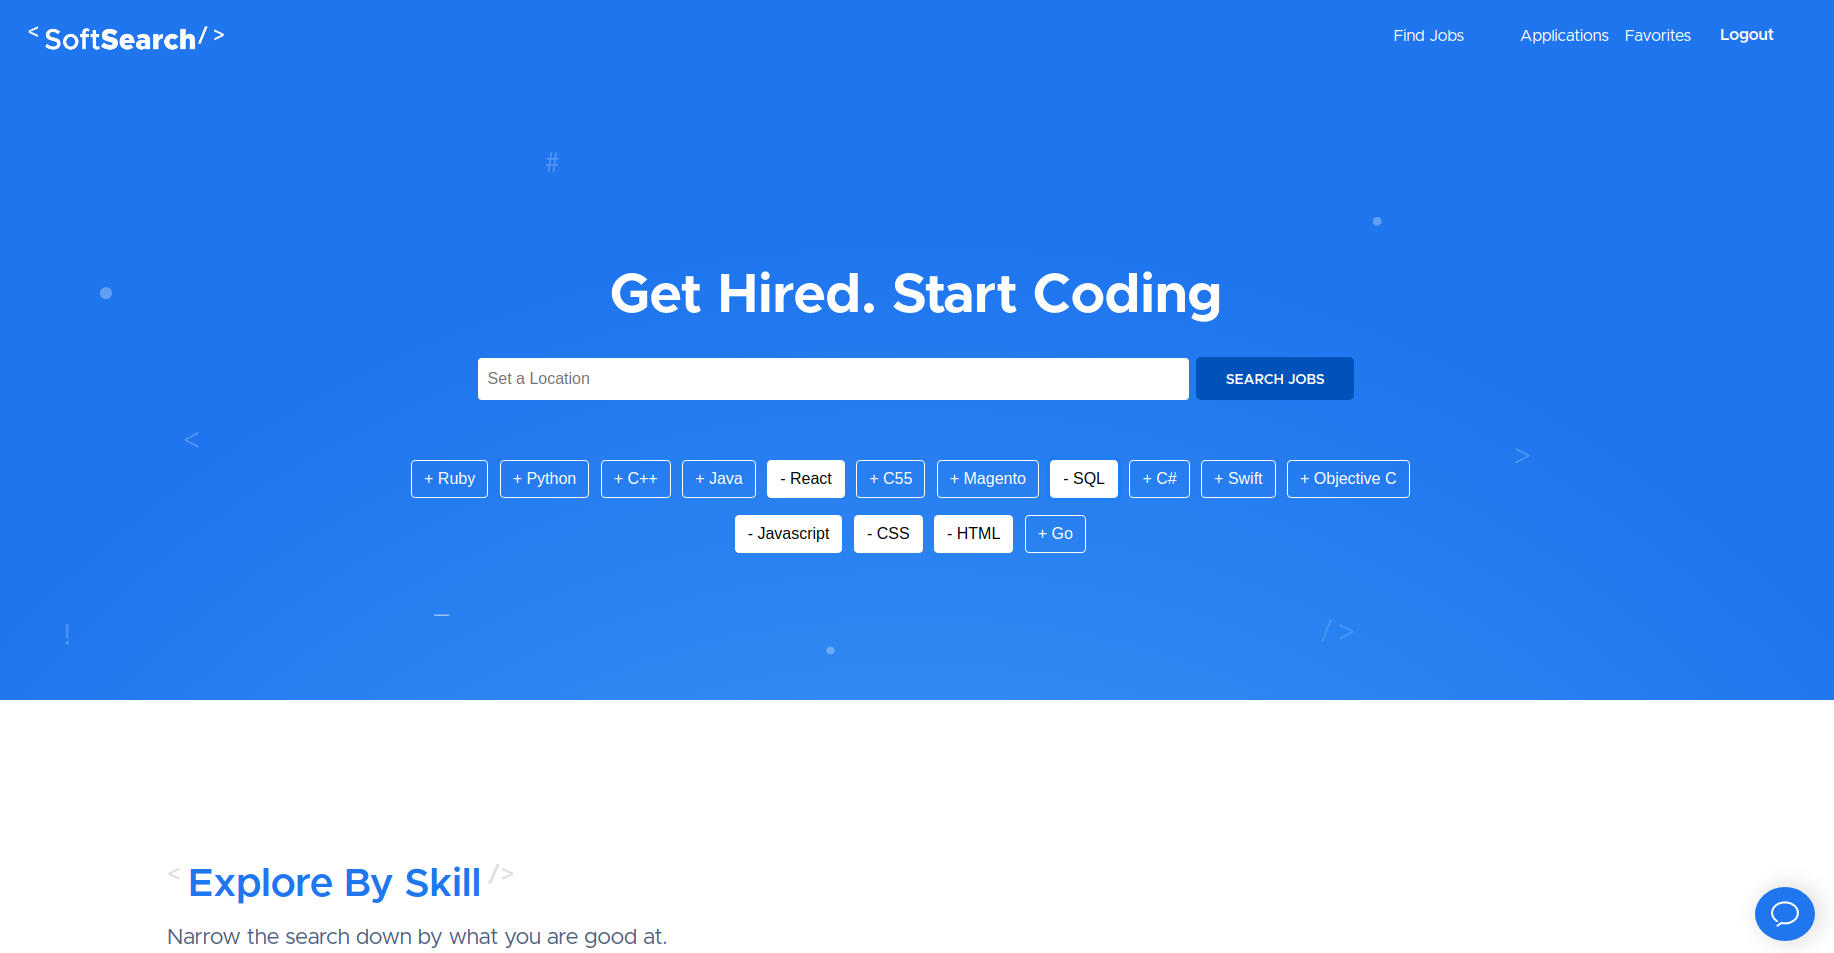 < SoftSearch / >
Find Jobs Applications Favorites Logout
#
Get Hired. Start Coding
Set a Location SEARCH JOBS
<
>
+ Ruby + Python + C++ + Java - React + C55 + Magento - SQL + C# + Swift + Objective C
- Javascript - CSS - HTML + Go
_
! / >
< Explore By Skill />
Narrow the search down by what you are good at.